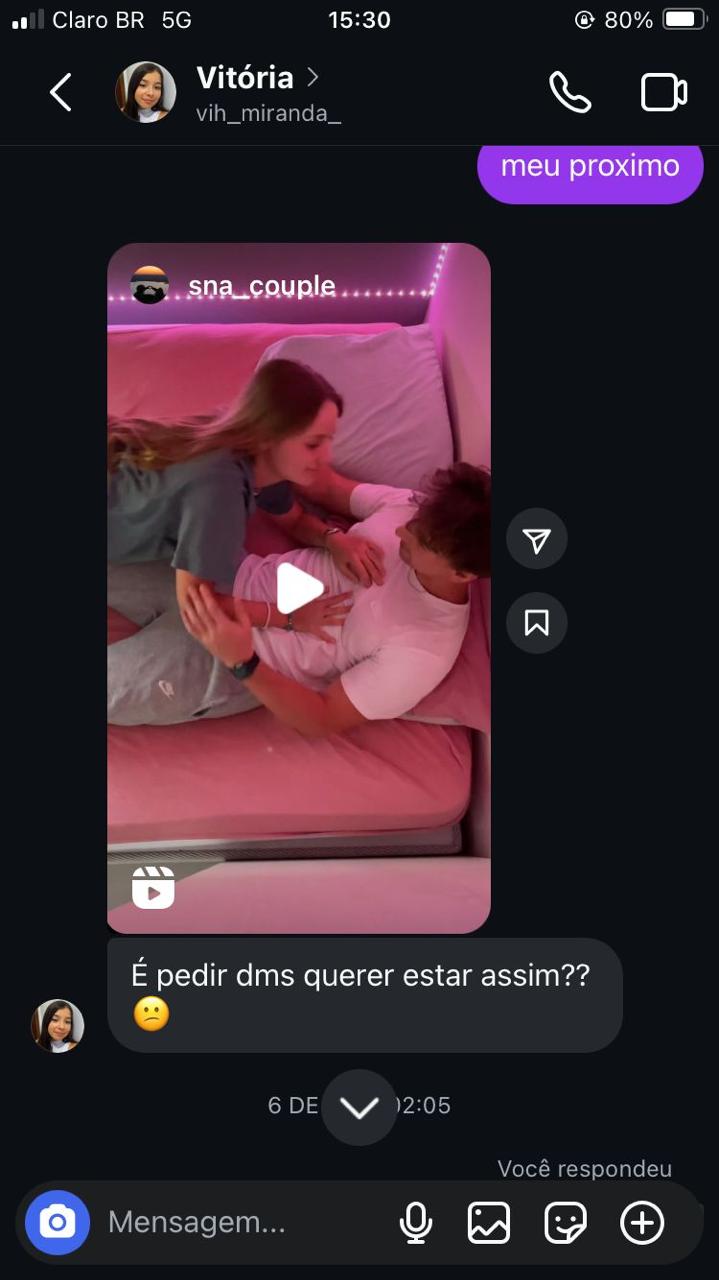 Claro BR 5G 15:30 80%
Vitória
vih_miranda_
meu proximo
sna_couple
É pedir dms querer estar assim??
😕
6 DE 02:05
Você respondeu
Mensagem...